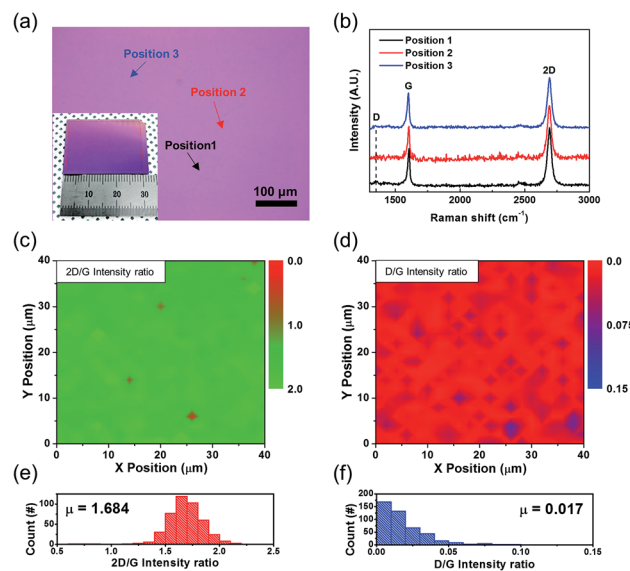 (a)
Position 3
Position 2
Position1
100 μm
10 20 30
(b)
Intensity (A.U.)
Position 1
Position 2
Position 3
D
G
2D
1500 2000 2500 3000
Raman shift (cm⁻¹)
(c)
2D/G Intensity ratio
Y Position (μm)
40
30
20
10
0
0 10 20 30 40
X Position (μm)
0.0
1.0
2.0
(d)
D/G Intensity ratio
Y Position (μm)
40
30
20
10
0
0 10 20 30 40
X Position (μm)
0.0
0.075
0.15
(e)
μ = 1.684
Count (#)
100
50
0
0.5 1.0 1.5 2.0 2.5
2D/G Intensity ratio
(f)
μ = 0.017
Count (#)
200
150
100
50
0
0.00 0.05 0.10 0.15
D/G Intensity ratio